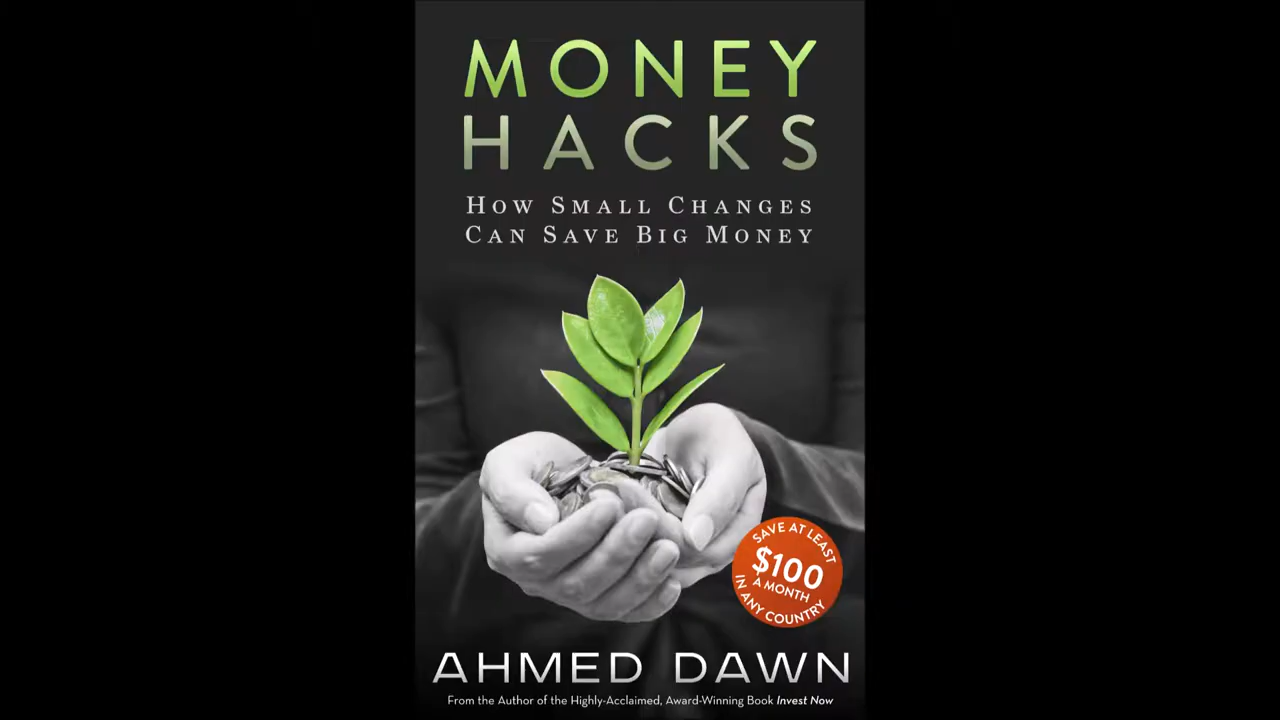 MONEY
HACKS
HOW SMALL CHANGES
CAN SAVE BIG MONEY
SAVE AT LEAST
$100
A MONTH
IN ANY COUNTRY
AHMED DAWN
From the Author of the Highly-Acclaimed, Award-Winning Book Invest Now